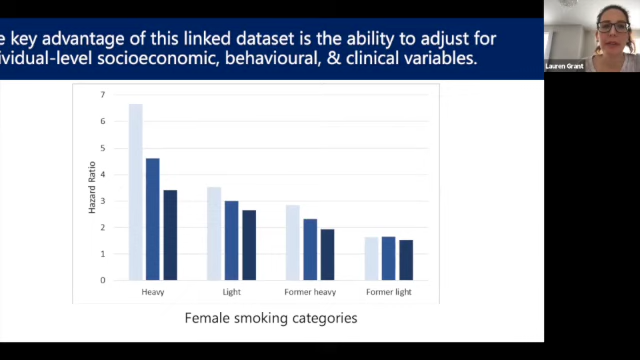 e key advantage of this linked dataset is the ability to adjust for
ividual-level socioeconomic, behavioural, & clinical variables.
Lauren Grant
7
6
5
4
3
2
1
0
Hazard Ratio
Heavy Light Former heavy Former light
Female smoking categories